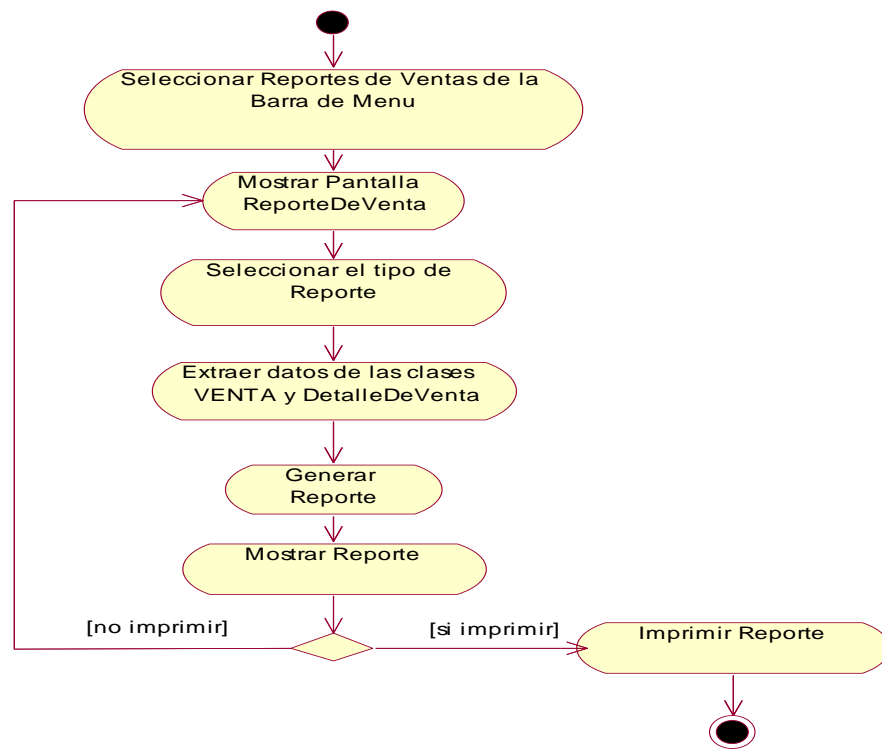 Seleccionar Reportes de Ventas de la
Barra de Menu
Mostrar Pantalla
ReporteDeVenta
Seleccionar el tipo de
Reporte
Extraer datos de las clases
VENTA y DetalleDeVenta
Generar
Reporte
Mostrar Reporte
[no imprimir]
[si imprimir]
Imprimir Reporte